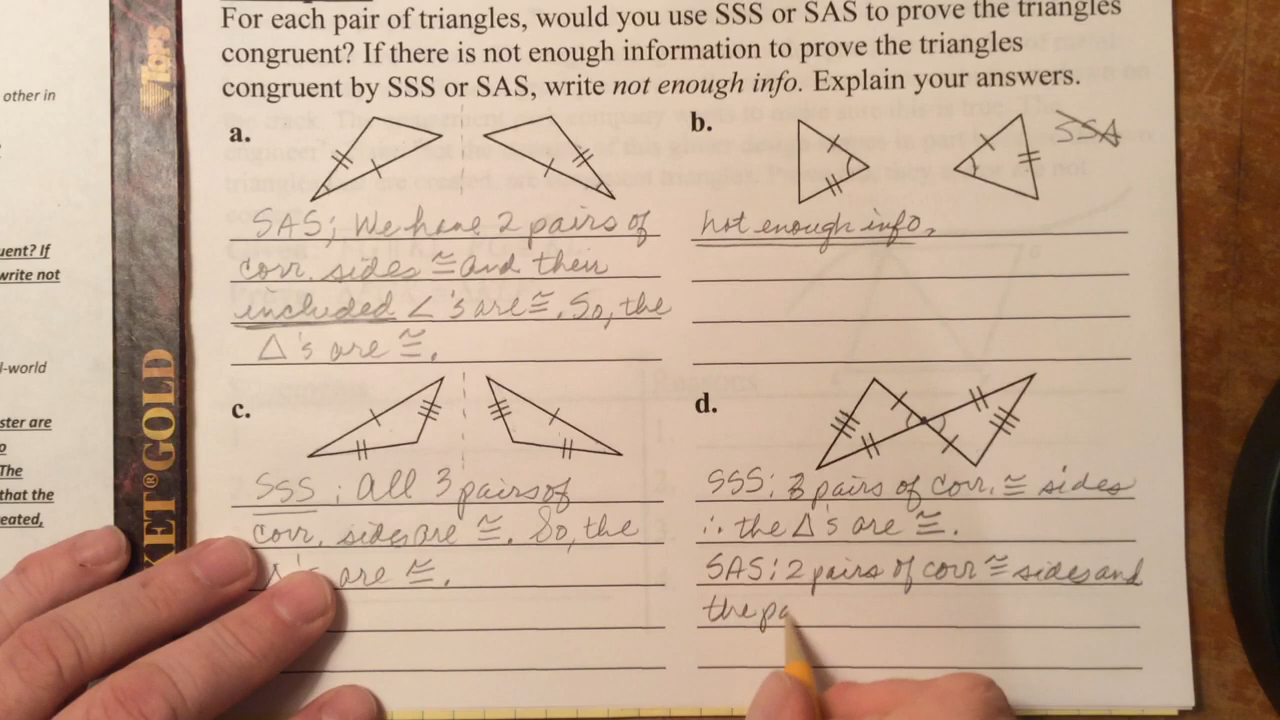 For each pair of triangles, would you use SSS or SAS to prove the triangles
congruent? If there is not enough information to prove the triangles
congruent by SSS or SAS, write not enough info. Explain your answers.
other in
uent? If
write not
l-world
ster are
o
The
that the
eated,
Tops
KET® GOLD
a.
SAS; We have 2 pairs of
corr. sides ≅ and then
included ∠'s are ≅. So, the
Δ's are ≅.
b.
SSA
not enough info.
c.
SSS; All 3 pairs of
corr. sides are ≅. So, the
Δ's are ≅.
d.
SSS; 3 pairs of corr. ≅ sides
∴ the Δ's are ≅.
SAS; 2 pairs of corr ≅ sides and
the pa